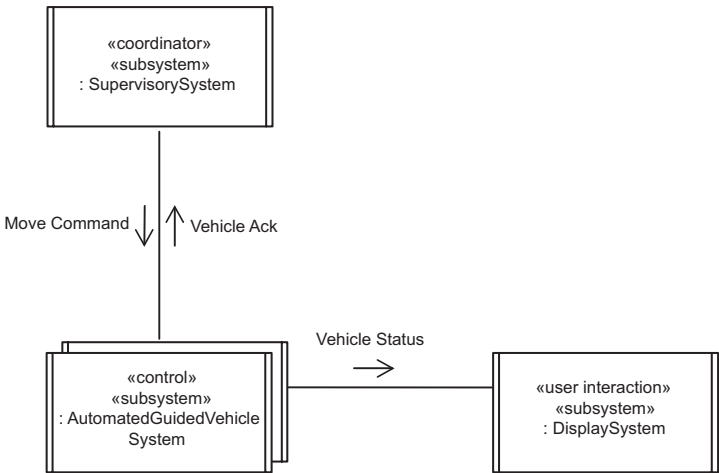 «coordinator»
«subsystem»
: SupervisorySystem
Move Command
Vehicle Ack
Vehicle Status
«control»
«subsystem»
: AutomatedGuidedVehicle
System
«user interaction»
«subsystem»
: DisplaySystem